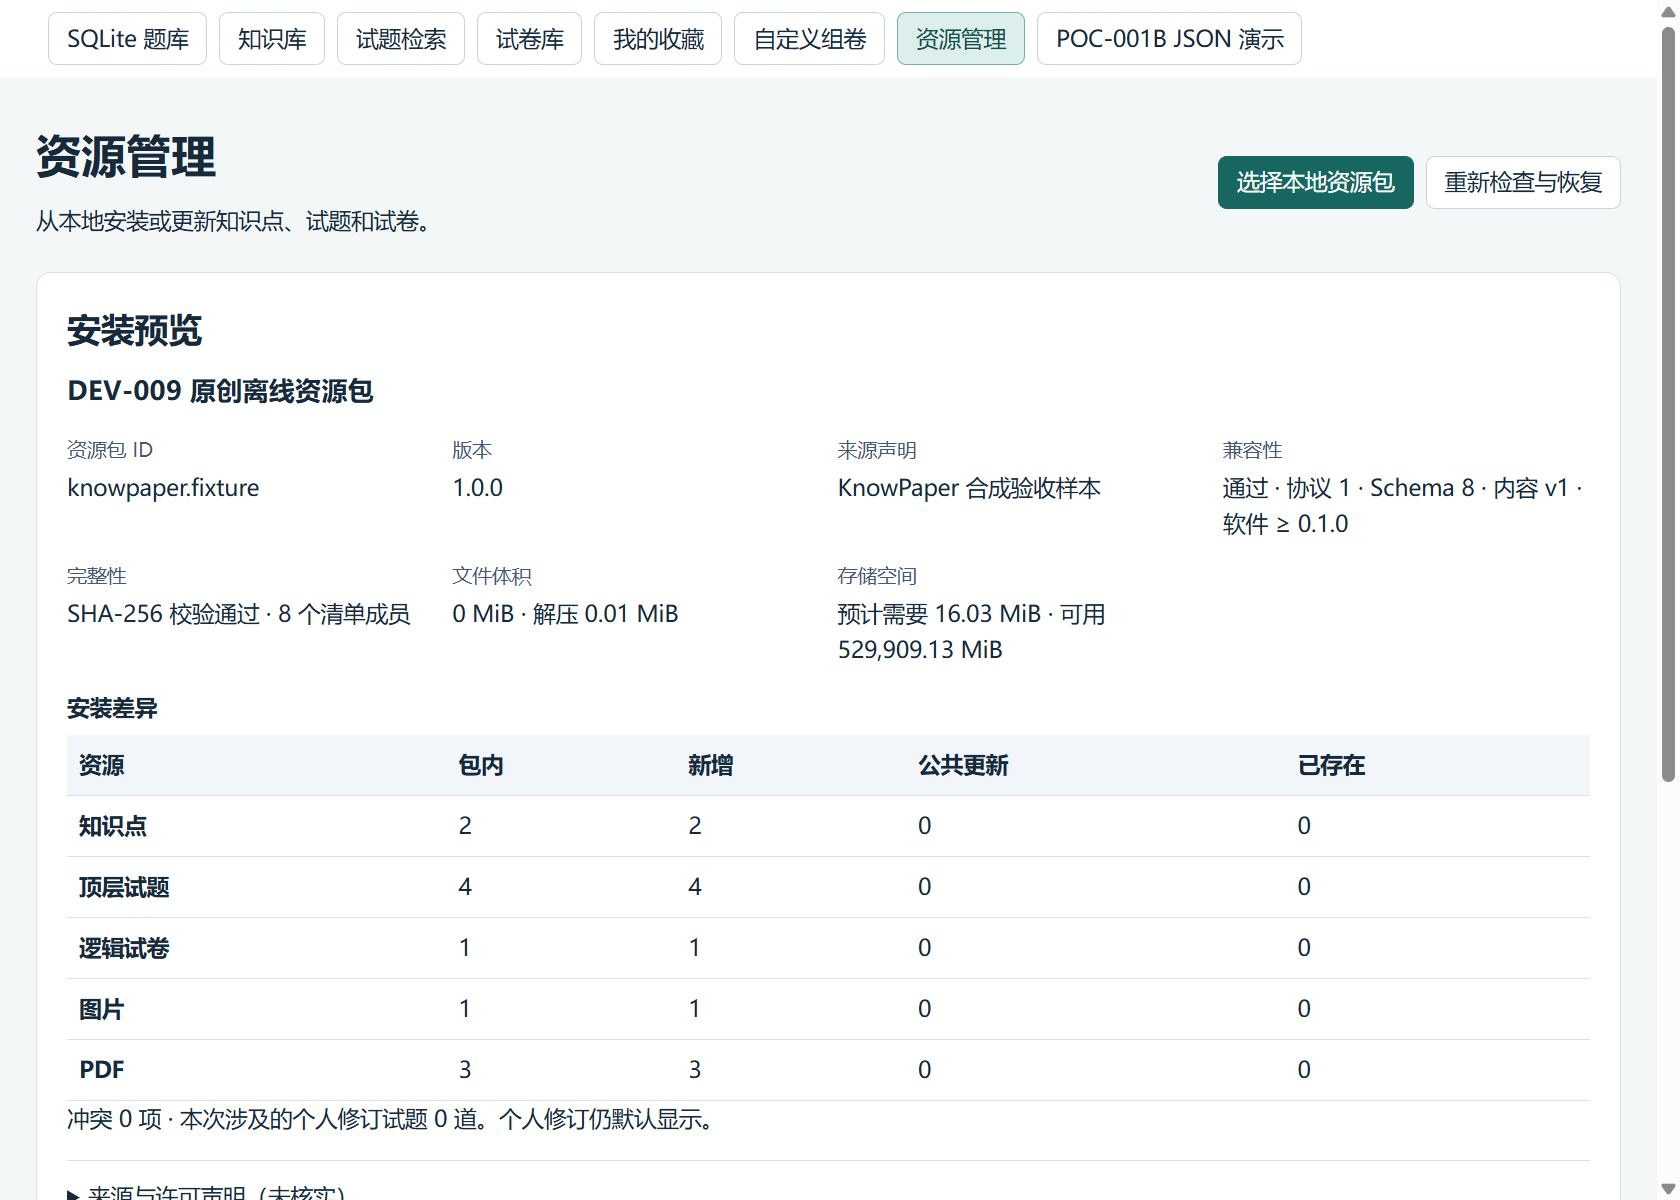 SQLite 题库 知识库 试题检索 试卷库 我的收藏 自定义组卷 资源管理 POC-001B JSON 演示
资源管理
从本地安装或更新知识点、试题和试卷。
选择本地资源包 重新检查与恢复
安装预览
DEV-009 原创离线资源包
资源包 ID 版本 来源声明 兼容性
knowpaper.fixture 1.0.0 KnowPaper 合成验收样本 通过 · 协议 1 · Schema 8 · 内容 v1 ·
软件 ≥ 0.1.0
完整性 文件体积 存储空间
SHA-256 校验通过 · 8 个清单成员 0 MiB · 解压 0.01 MiB 预计需要 16.03 MiB · 可用
529,909.13 MiB
安装差异
资源 包内 新增 公共更新 已存在
知识点 2 2 0 0
顶层试题 4 4 0 0
逻辑试卷 1 1 0 0
图片 1 1 0 0
PDF 3 3 0 0
冲突 0 项 · 本次涉及的个人修订试题 0 道。个人修订仍默认显示。
▶ 来源与许可声明（未核实）